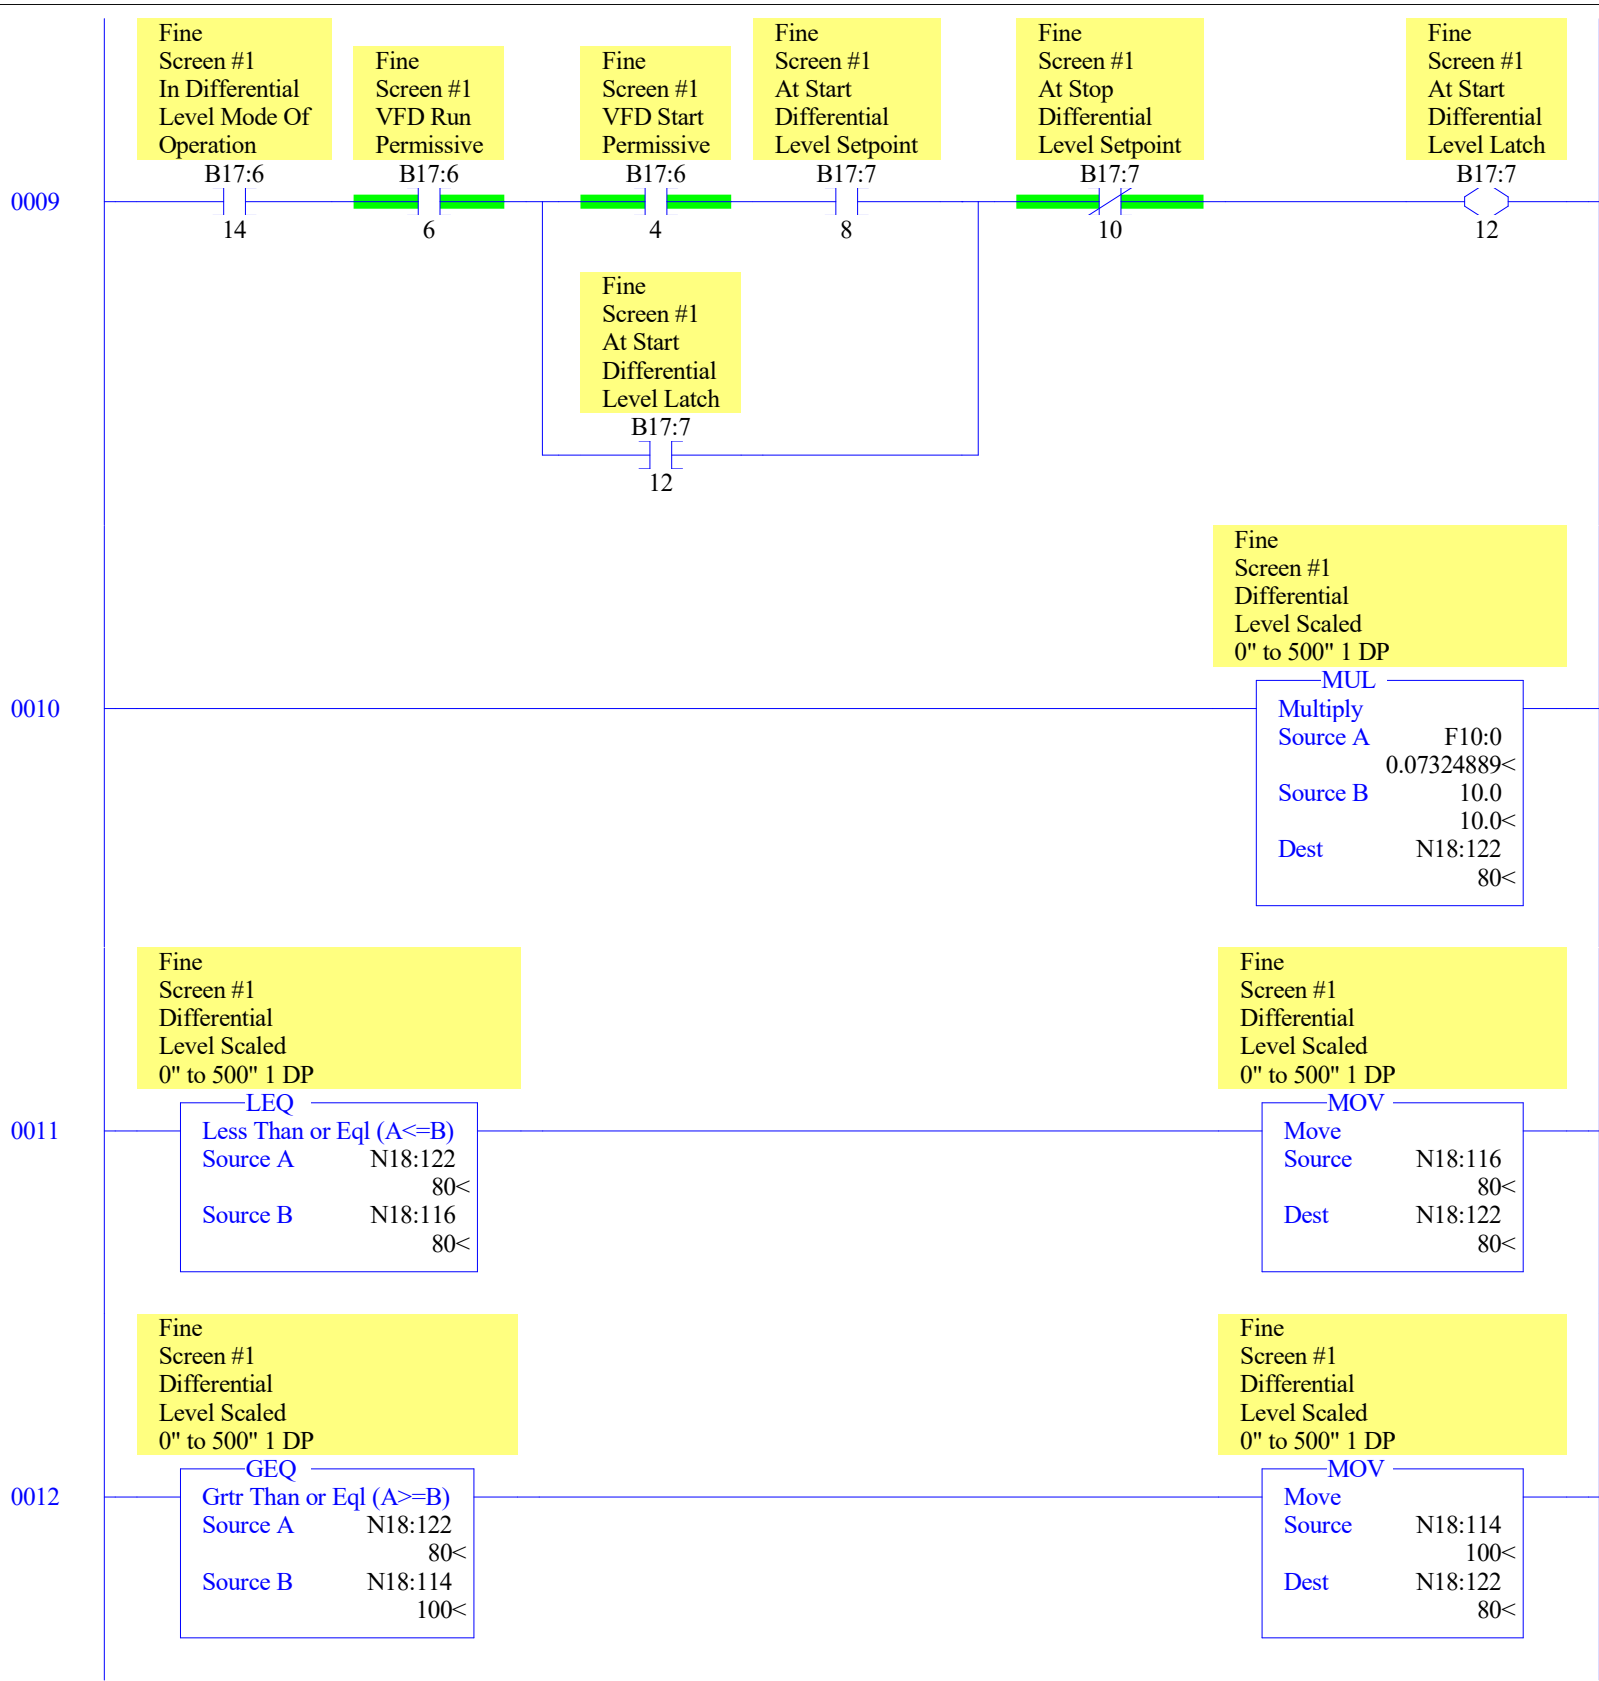 Fine
Screen #1
In Differential
Level Mode Of
Operation
B17:6
14
Fine
Screen #1
VFD Run
Permissive
B17:6
6
Fine
Screen #1
VFD Start
Permissive
B17:6
4
Fine
Screen #1
At Start
Differential
Level Setpoint
B17:7
8
Fine
Screen #1
At Stop
Differential
Level Setpoint
B17:7
10
Fine
Screen #1
At Start
Differential
Level Latch
B17:7
12
0009
Fine
Screen #1
At Start
Differential
Level Latch
B17:7
12
Fine
Screen #1
Differential
Level Scaled
0" to 500" 1 DP
0010
MUL
Multiply
Source A F10:0
0.07324889<
Source B 10.0
10.0<
Dest N18:122
80<
Fine
Screen #1
Differential
Level Scaled
0" to 500" 1 DP
0011
LEQ
Less Than or Eql (A<=B)
Source A N18:122
80<
Source B N18:116
80<
Fine
Screen #1
Differential
Level Scaled
0" to 500" 1 DP
MOV
Move
Source N18:116
80<
Dest N18:122
80<
Fine
Screen #1
Differential
Level Scaled
0" to 500" 1 DP
0012
GEQ
Grtr Than or Eql (A>=B)
Source A N18:122
80<
Source B N18:114
100<
Fine
Screen #1
Differential
Level Scaled
0" to 500" 1 DP
MOV
Move
Source N18:114
100<
Dest N18:122
80<